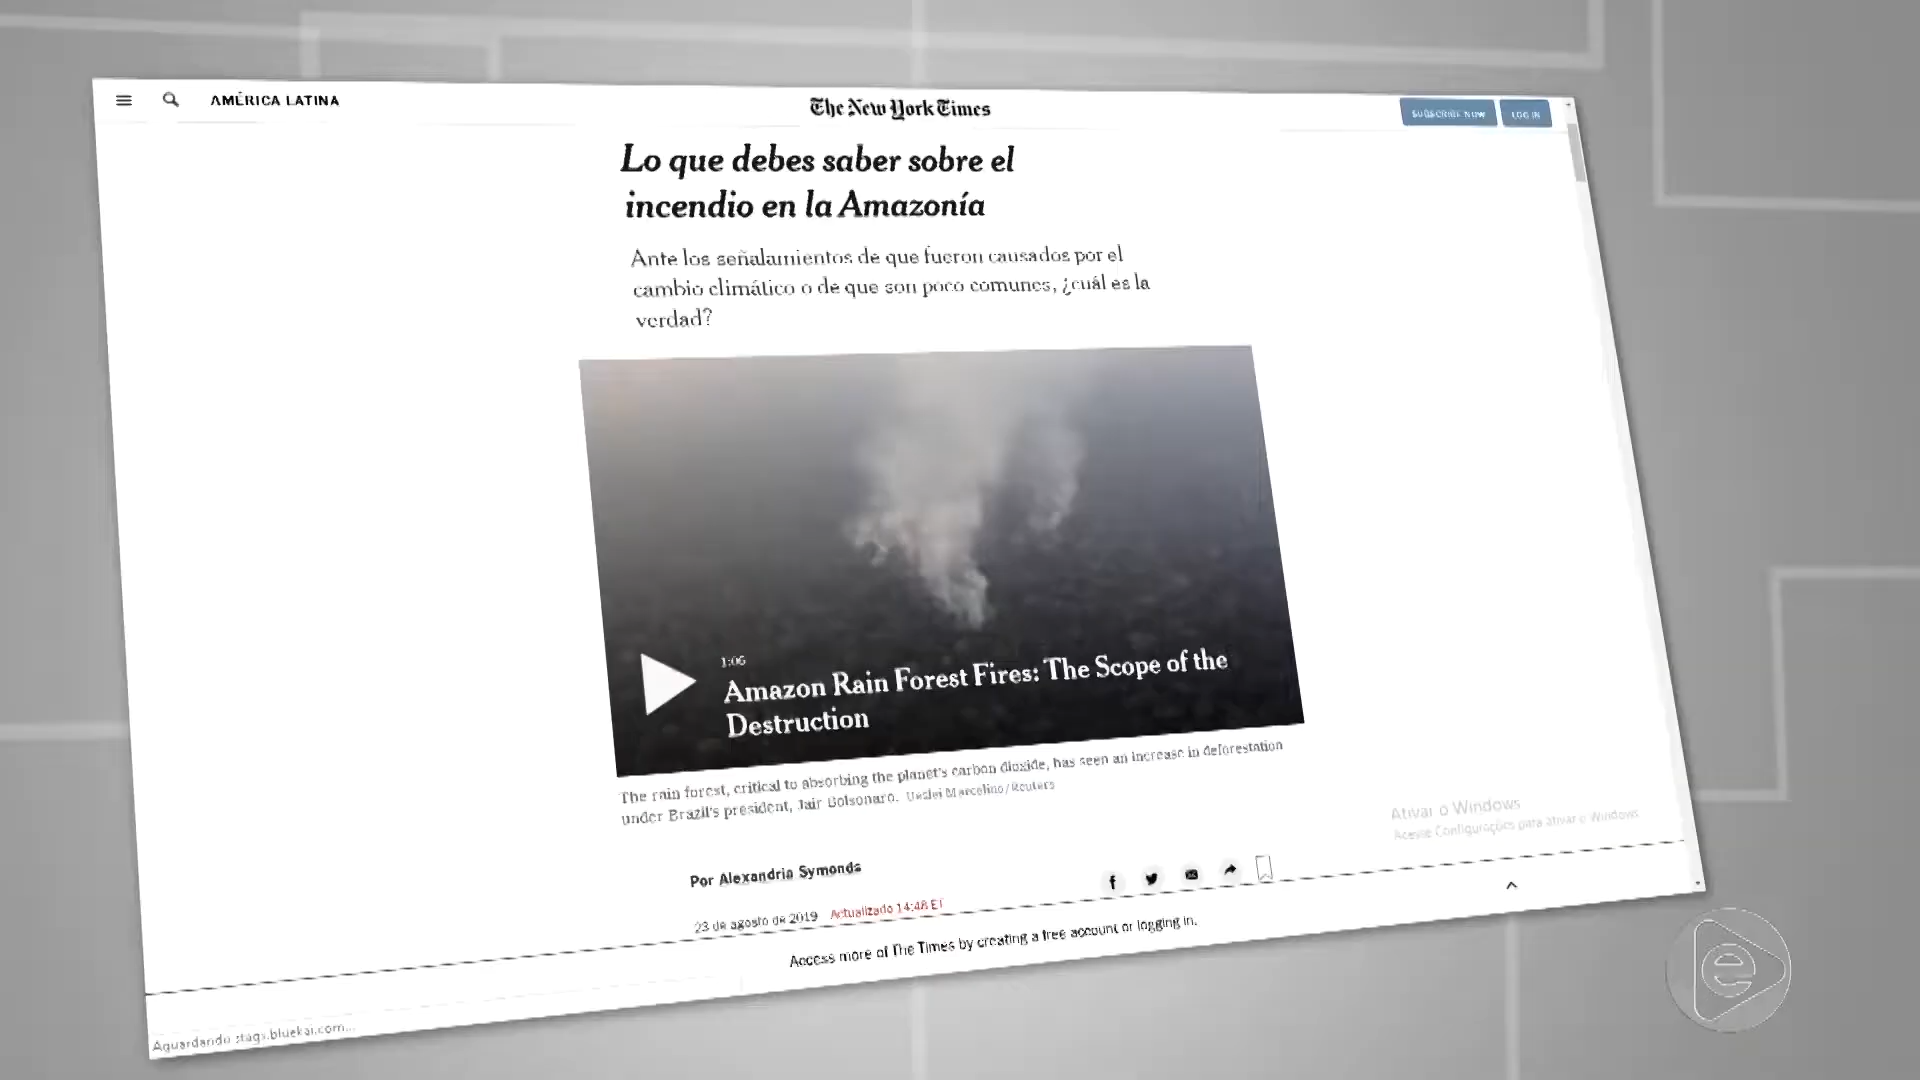 AMÉRICA LATINA
The New York Times
SUBSCRIBE NOW
LOG IN
Lo que debes saber sobre el
incendio en la Amazonía
Ante los señalamientos de que fueron causados por el
cambio climático o de que son poco comunes, ¿cuál es la
verdad?
1:06
Amazon Rain Forest Fires: The Scope of the
Destruction
The rain forest, critical to absorbing the planet's carbon dioxide, has seen an increase in deforestation
under Brazil's president, Jair Bolsonaro. Ueslei Marcelino/Reuters
Ativar o Windows
Acesse Configurações para ativar o Windows.
Por Alexandria Symonds
23 de agosto de 2019 Actualizado 14:48 ET
Access more of The Times by creating a free account or logging in.
Aguardando stags.bluekai.com...
e